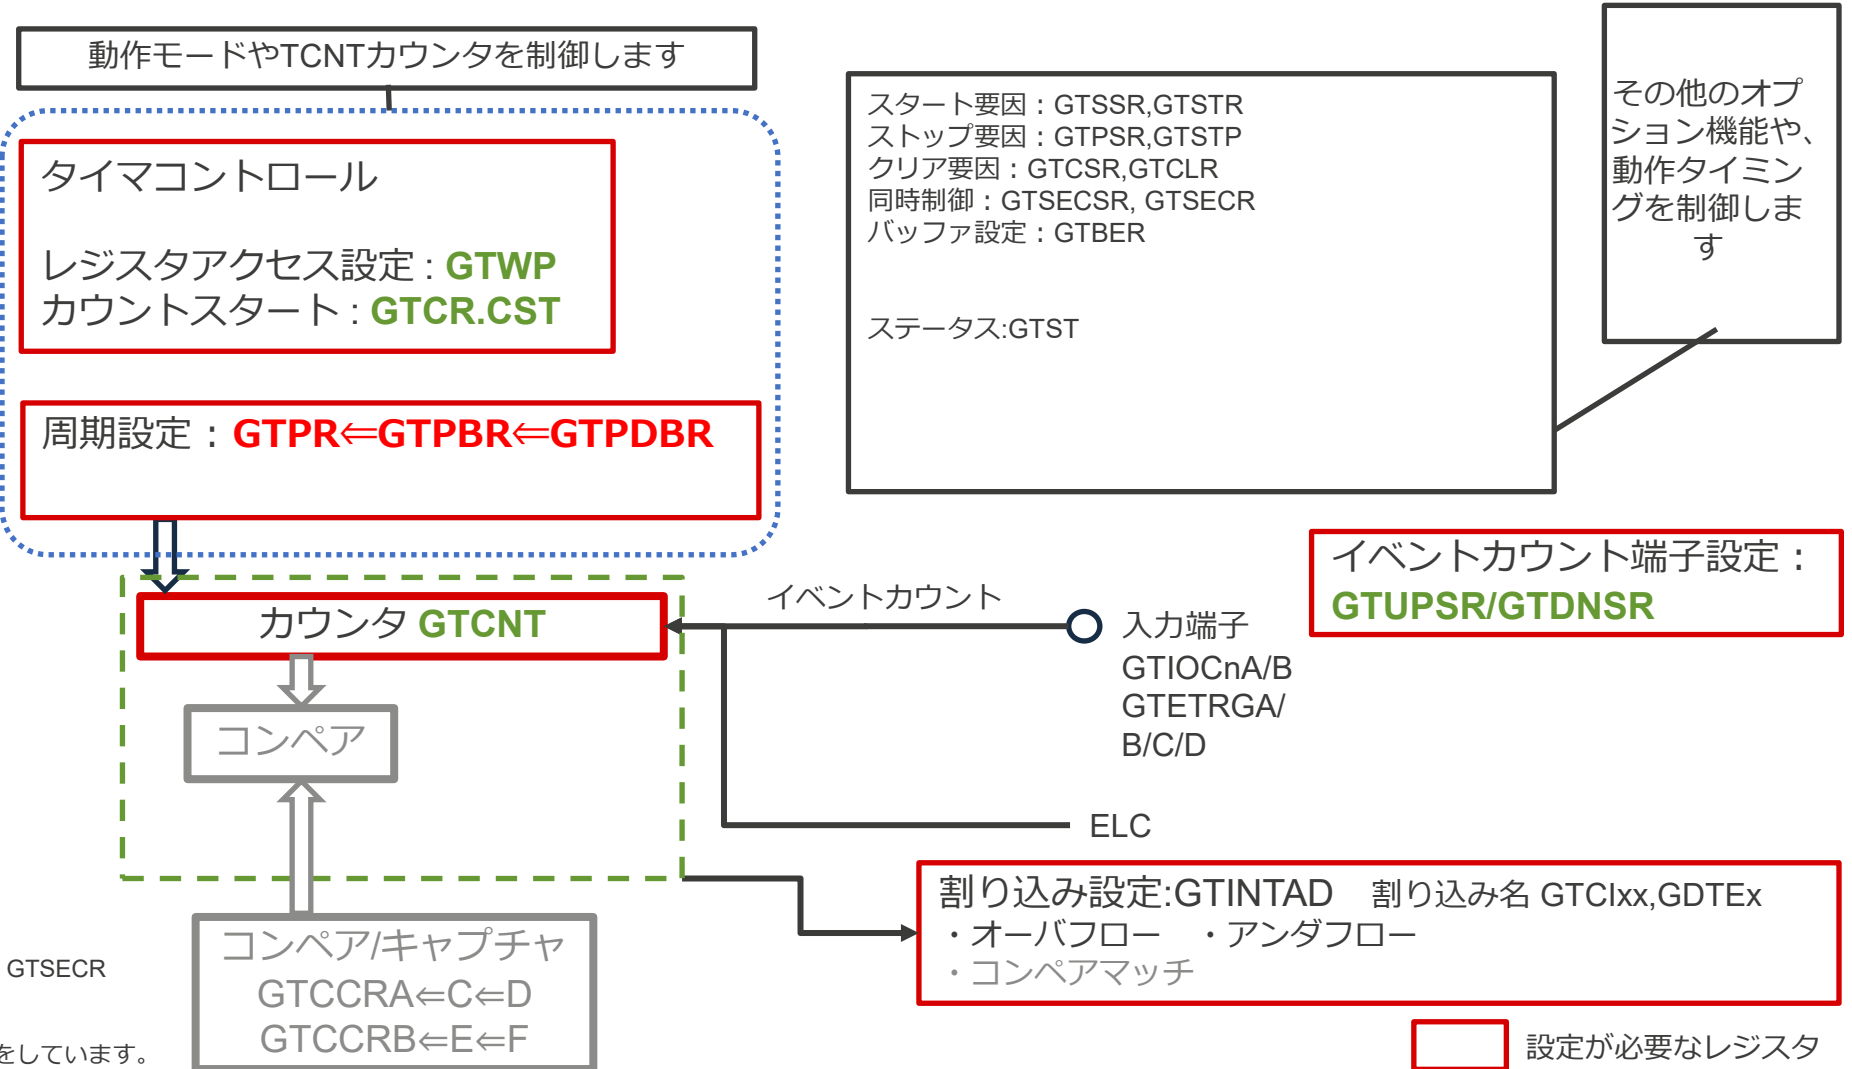 動作モードやTCNTカウンタを制御します
タイマコントロール
レジスタアクセス設定 : GTWP
カウントスタート : GTCR.CST
周期設定：GTPR⇐GTPBR⇐GTPDBR
スタート要因：GTSSR,GTSTR
ストップ要因：GTPSR,GTSTP
クリア要因：GTCSR,GTCLR
同時制御：GTSECSR, GTSECR
バッファ設定：GTBER
ステータス:GTST
その他のオプ
ション機能や、
動作タイミン
グを制御しま
す
イベントカウント端子設定：
GTUPSR/GTDNSR
カウンタ GTCNT
イベントカウント
入力端子
GTIOCnA/B
GTETRGA/
B/C/D
コンペア
ELC
コンペア/キャプチャ
GTCCRA⇐C⇐D
GTCCRB⇐E⇐F
割り込み設定:GTINTAD 割り込み名 GTCIxx,GDTEx
・オーバフロー ・アンダフロー
・コンペアマッチ
GTSECR
をしています。
設定が必要なレジスタ